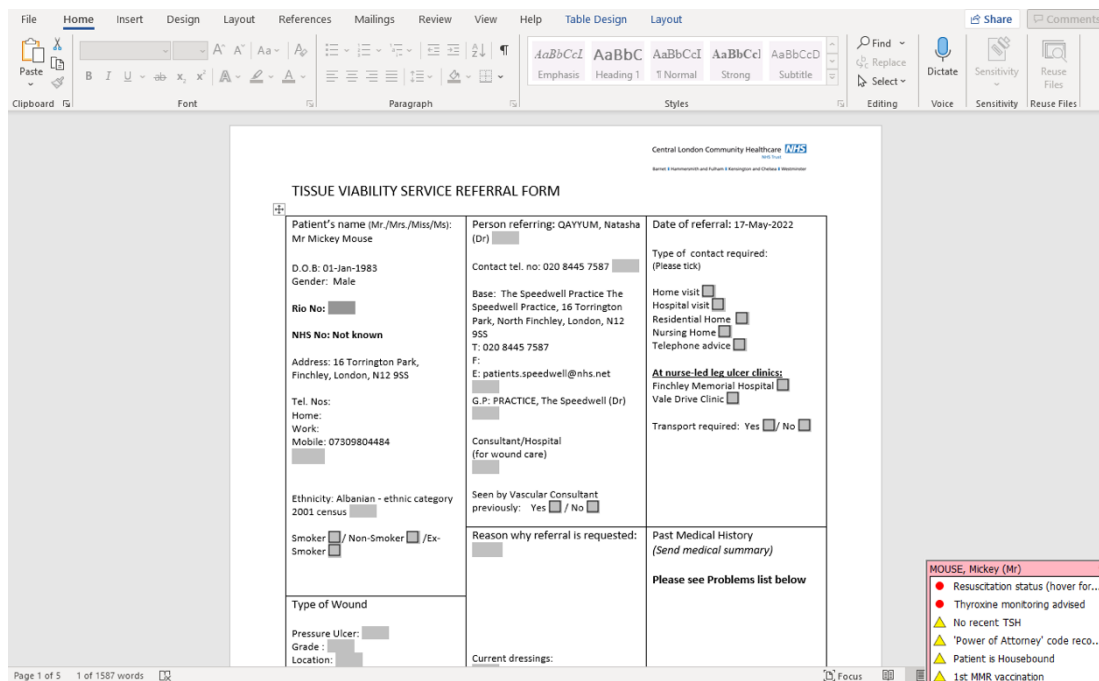 File Home Insert Design Layout References Mailings Review View Help Table Design Layout Share Comments
Paste
Aa
B I U ab x₂ x² A A
Find
Replace
Select
AaBbCcI AaBbC AaBbCcI AaBbCcI AaBbCcD
Emphasis Heading 1 ¶ Normal Strong Subtitle
Dictate Sensitivity Reuse Files
Clipboard Font Paragraph Styles Editing Voice Sensitivity Reuse Files
Central London Community Healthcare NHS
NHS Trust
Barnet Hammersmith and Fulham Kensington and Chelsea Westminster
TISSUE VIABILITY SERVICE REFERRAL FORM
Patient's name (Mr./Mrs./Miss/Ms):
Mr Mickey Mouse
D.O.B: 01-Jan-1983
Gender: Male
Rio No:
NHS No: Not known
Address: 16 Torrington Park,
Finchley, London, N12 9SS
Tel. Nos:
Home:
Work:
Mobile: 07309804484
Ethnicity: Albanian - ethnic category
2001 census
Smoker / Non-Smoker /Ex-
Smoker
Type of Wound
Pressure Ulcer:
Grade :
Location:
Person referring: QAYYUM, Natasha
(Dr)
Contact tel. no: 020 8445 7587
Base: The Speedwell Practice The
Speedwell Practice, 16 Torrington
Park, North Finchley, London, N12
9SS
T: 020 8445 7587
F:
E: patients.speedwell@nhs.net
G.P: PRACTICE, The Speedwell (Dr)
Consultant/Hospital
(for wound care)
Seen by Vascular Consultant
previously: Yes / No
Reason why referral is requested:
Current dressings:
Date of referral: 17-May-2022
Type of contact required:
(Please tick)
Home visit
Hospital visit
Residential Home
Nursing Home
Telephone advice
At nurse-led leg ulcer clinics:
Finchley Memorial Hospital
Vale Drive Clinic
Transport required: Yes / No
Past Medical History
(Send medical summary)
Please see Problems list below
MOUSE, Mickey (Mr)
Resuscitation status (hover for...
Thyroxine monitoring advised
No recent TSH
'Power of Attorney' code reco...
Patient is Housebound
1st MMR vaccination
Page 1 of 5 1 of 1587 words Focus